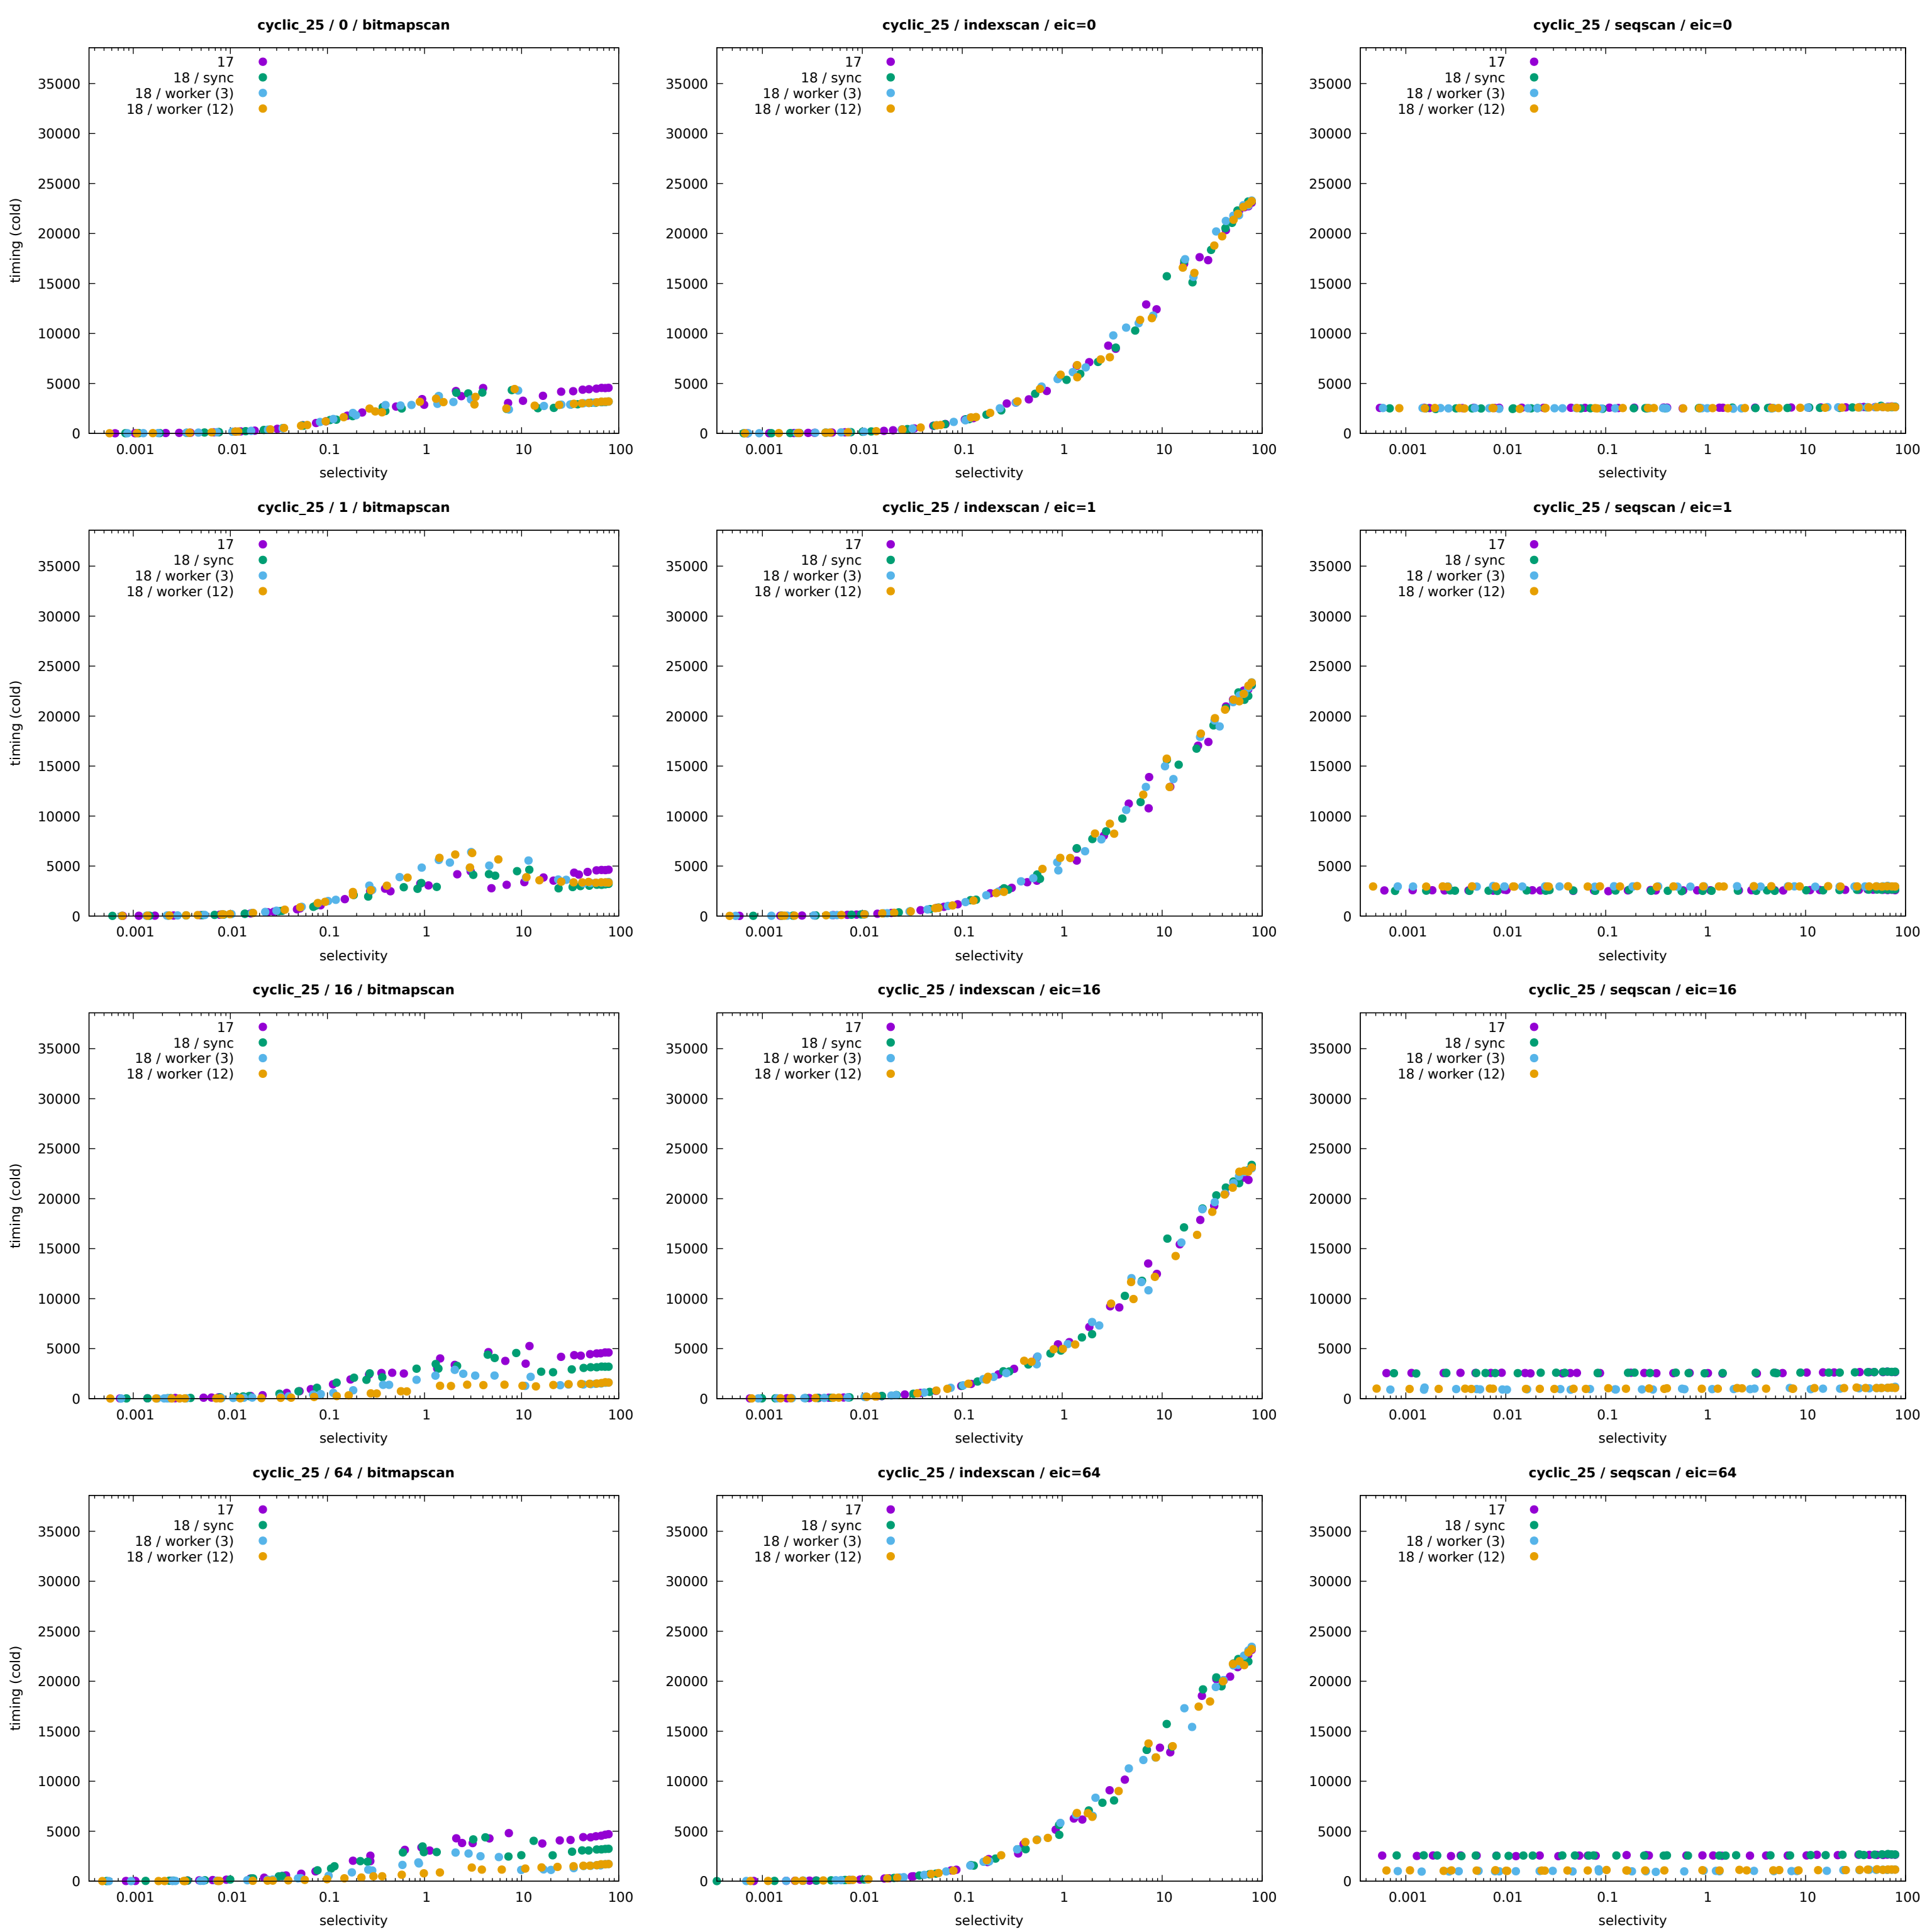 cyclic_25 / 0 / bitmapscan
17
18 / sync
18 / worker (3)
18 / worker (12)
35000
30000
25000
20000
15000
10000
5000
0
timing (cold)
0.001 0.01 0.1 1 10 100
selectivity
cyclic_25 / indexscan / eic=0
17
18 / sync
18 / worker (3)
18 / worker (12)
35000
30000
25000
20000
15000
10000
5000
0
0.001 0.01 0.1 1 10 100
selectivity
cyclic_25 / seqscan / eic=0
17
18 / sync
18 / worker (3)
18 / worker (12)
35000
30000
25000
20000
15000
10000
5000
0
0.001 0.01 0.1 1 10 100
selectivity
cyclic_25 / 1 / bitmapscan
17
18 / sync
18 / worker (3)
18 / worker (12)
35000
30000
25000
20000
15000
10000
5000
0
timing (cold)
0.001 0.01 0.1 1 10 100
selectivity
cyclic_25 / indexscan / eic=1
17
18 / sync
18 / worker (3)
18 / worker (12)
35000
30000
25000
20000
15000
10000
5000
0
0.001 0.01 0.1 1 10 100
selectivity
cyclic_25 / seqscan / eic=1
17
18 / sync
18 / worker (3)
18 / worker (12)
35000
30000
25000
20000
15000
10000
5000
0
0.001 0.01 0.1 1 10 100
selectivity
cyclic_25 / 16 / bitmapscan
17
18 / sync
18 / worker (3)
18 / worker (12)
35000
30000
25000
20000
15000
10000
5000
0
timing (cold)
0.001 0.01 0.1 1 10 100
selectivity
cyclic_25 / indexscan / eic=16
17
18 / sync
18 / worker (3)
18 / worker (12)
35000
30000
25000
20000
15000
10000
5000
0
0.001 0.01 0.1 1 10 100
selectivity
cyclic_25 / seqscan / eic=16
17
18 / sync
18 / worker (3)
18 / worker (12)
35000
30000
25000
20000
15000
10000
5000
0
0.001 0.01 0.1 1 10 100
selectivity
cyclic_25 / 64 / bitmapscan
17
18 / sync
18 / worker (3)
18 / worker (12)
35000
30000
25000
20000
15000
10000
5000
0
timing (cold)
0.001 0.01 0.1 1 10 100
selectivity
cyclic_25 / indexscan / eic=64
17
18 / sync
18 / worker (3)
18 / worker (12)
35000
30000
25000
20000
15000
10000
5000
0
0.001 0.01 0.1 1 10 100
selectivity
cyclic_25 / seqscan / eic=64
17
18 / sync
18 / worker (3)
18 / worker (12)
35000
30000
25000
20000
15000
10000
5000
0
0.001 0.01 0.1 1 10 100
selectivity